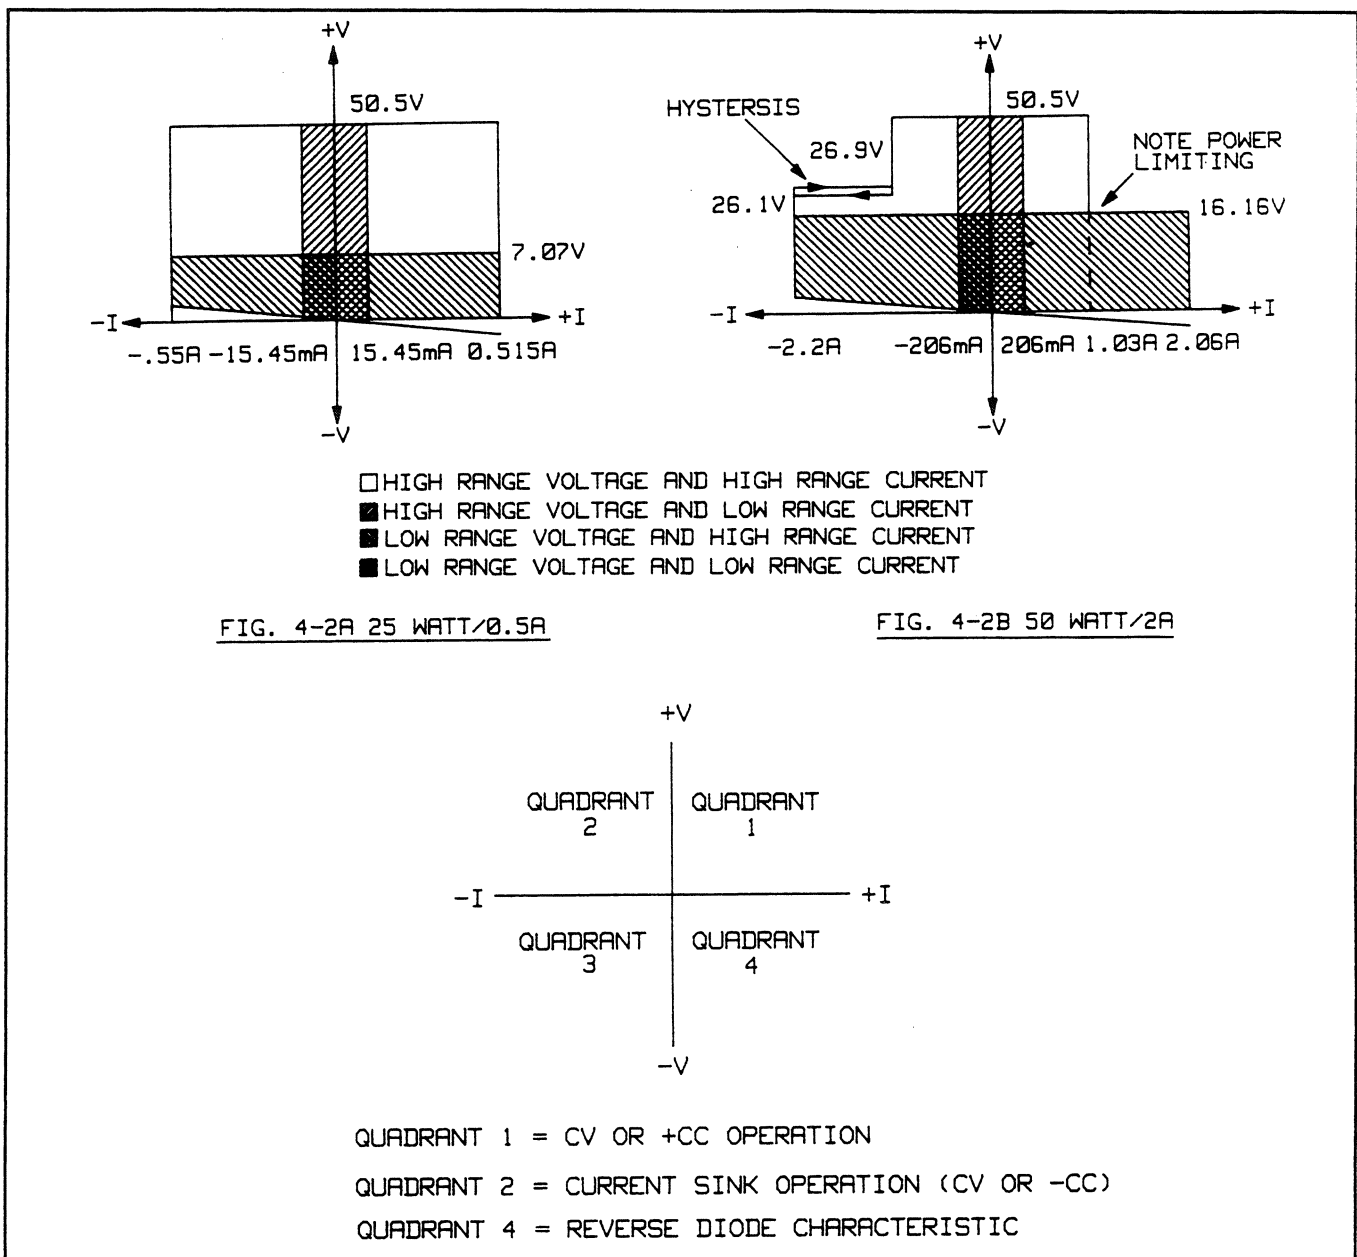 +V
50.5V
7.07V
-I
+I
-.55A -15.45mA 15.45mA 0.515A
-V
+V
50.5V
HYSTERSIS
26.9V
NOTE POWER
LIMITING
26.1V
16.16V
-I
+I
-2.2A -206mA 206mA 1.03A 2.06A
-V
HIGH RANGE VOLTAGE AND HIGH RANGE CURRENT
HIGH RANGE VOLTAGE AND LOW RANGE CURRENT
LOW RANGE VOLTAGE AND HIGH RANGE CURRENT
LOW RANGE VOLTAGE AND LOW RANGE CURRENT
FIG. 4-2A 25 WATT/0.5A
FIG. 4-2B 50 WATT/2A
+V
QUADRANT
2
QUADRANT
1
-I
+I
QUADRANT
3
QUADRANT
4
-V
QUADRANT 1 = CV OR +CC OPERATION
QUADRANT 2 = CURRENT SINK OPERATION (CV OR -CC)
QUADRANT 4 = REVERSE DIODE CHARACTERISTIC